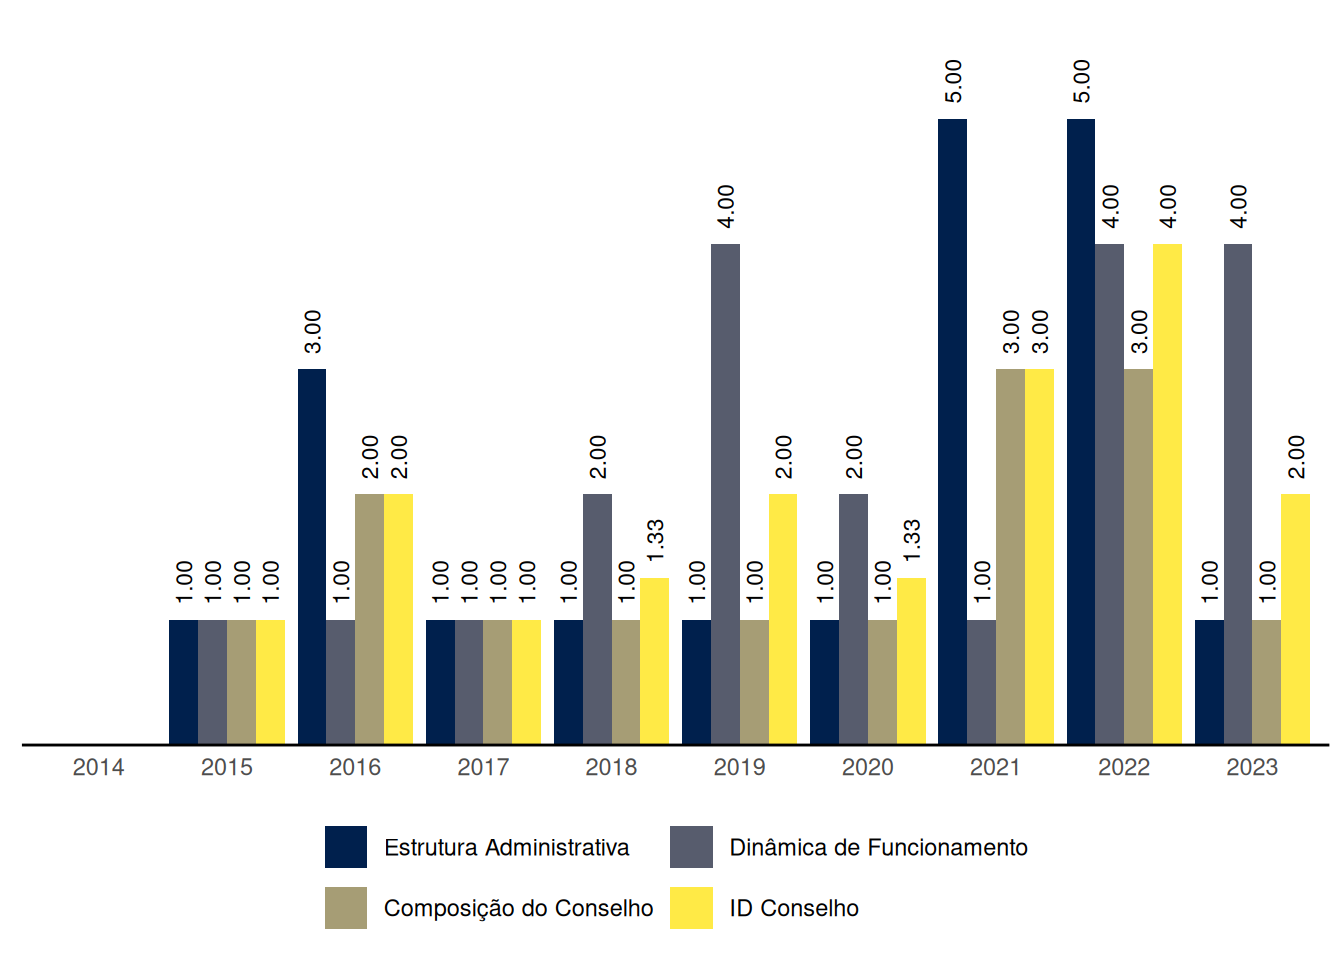 5.00 5.00
4.00 4.00 4.00 4.00
3.00 3.00 3.00 3.00
2.00 2.00 2.00 2.00 2.00 2.00
1.33 1.33
1.00 1.00 1.00 1.00 1.00 1.00 1.00 1.00 1.00 1.00 1.00 1.00 1.00 1.00 1.00 1.00 1.00 1.00
2014 2015 2016 2017 2018 2019 2020 2021 2022 2023
Estrutura Administrativa Dinâmica de Funcionamento
Composição do Conselho ID Conselho